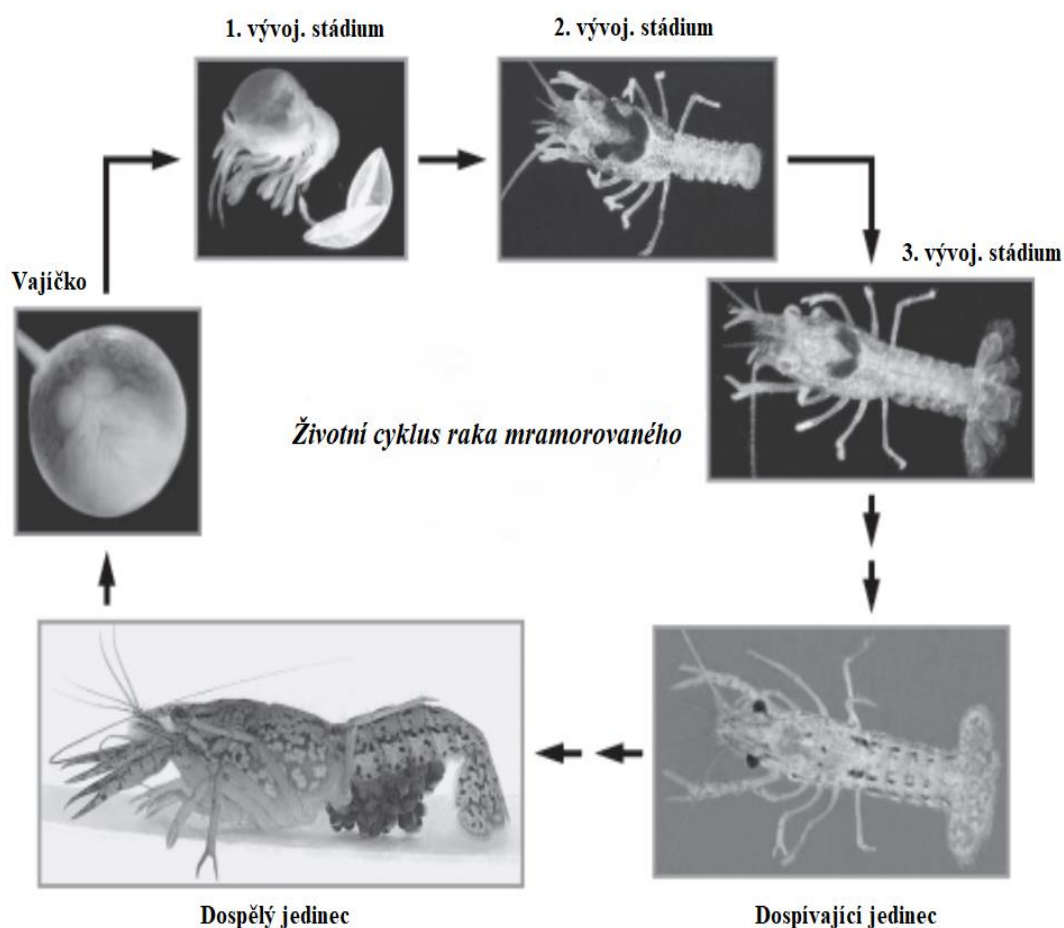 1. vývoj. stádium
2. vývoj. stádium
3. vývoj. stádium
Vajíčko
Životní cyklus raka mramorovaného
Dospělý jedinec
Dospívající jedinec